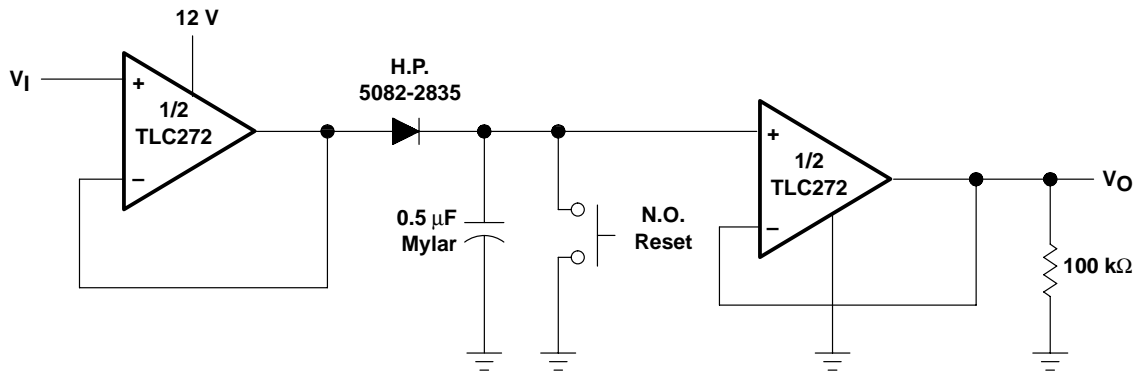 12 V
VI
+
1/2
TLC272
−
H.P.
5082-2835
0.5 μF
Mylar
N.O.
Reset
+
1/2
TLC272
−
VO
100 kΩ